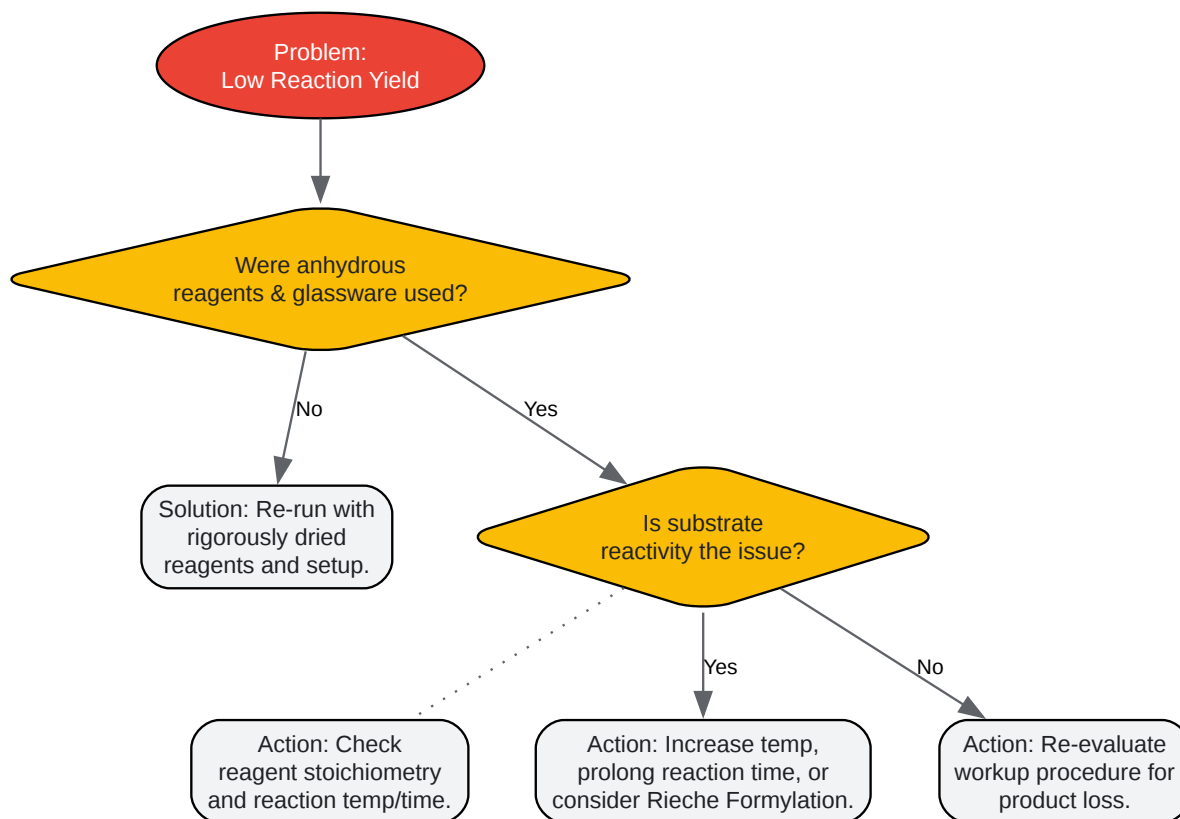 Problem:
Low Reaction Yield
Were anhydrous
reagents & glassware used?
No
Yes
Solution: Re-run with
rigorously dried
reagents and setup.
Is substrate
reactivity the issue?
Yes
No
Action: Check
reagent stoichiometry
and reaction temp/time.
Action: Increase temp,
prolong reaction time, or
consider Rieche Formylation.
Action: Re-evaluate
workup procedure for
product loss.